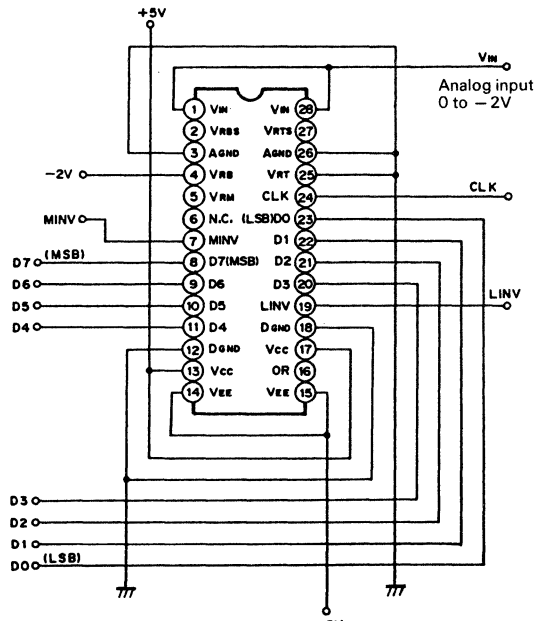 +5V
VIN
Analog input
0 to −2V
1 VIN VIN 28
2 VRBS VRTS 27
3 AGND AGND 26
−2V 4 VRB VRT 25
5 VRM CLK 24 CLK
MINV 6 N.C. (LSB)D0 23
7 MINV D1 22
D7 (MSB) 8 D7(MSB) D2 21
D6 9 D6 D3 20
D5 10 D5 LINV 19 LINV
D4 11 D4 DGND 18
12 DGND VCC 17
13 VCC OR 16
14 VEE VEE 15
D3
D2
D1
D0 (LSB)